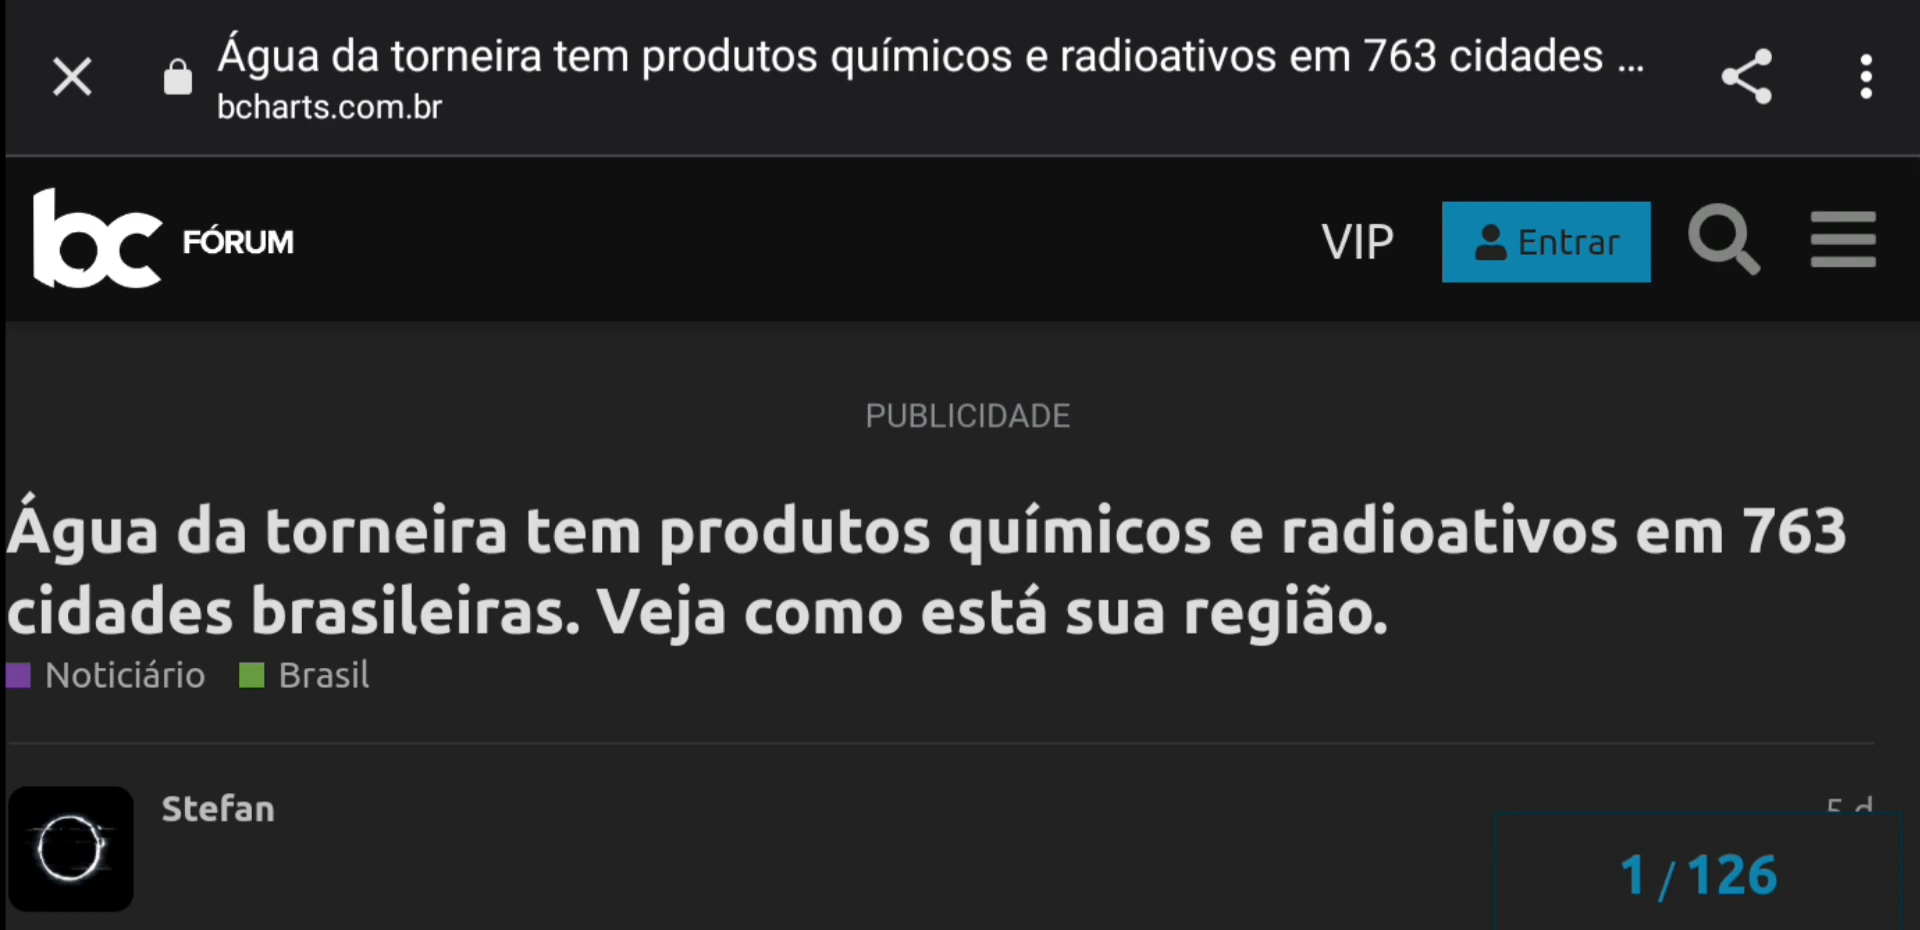 Água da torneira tem produtos químicos e radioativos em 763 cidades ...
bcharts.com.br
bc FÓRUM
VIP
Entrar
PUBLICIDADE
Água da torneira tem produtos químicos e radioativos em 763
cidades brasileiras. Veja como está sua região.
Noticiário Brasil
Stefan
5 d
1 / 126